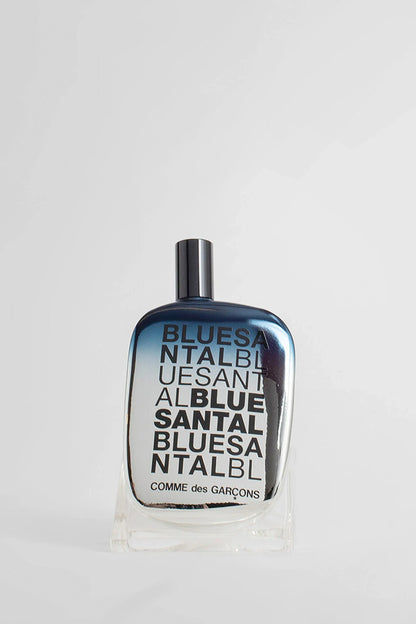 BLUESA
NTALBL
UESANT
ALBLUE
SANTAL
BLUESA
NTALBL
COMME des GARÇONS